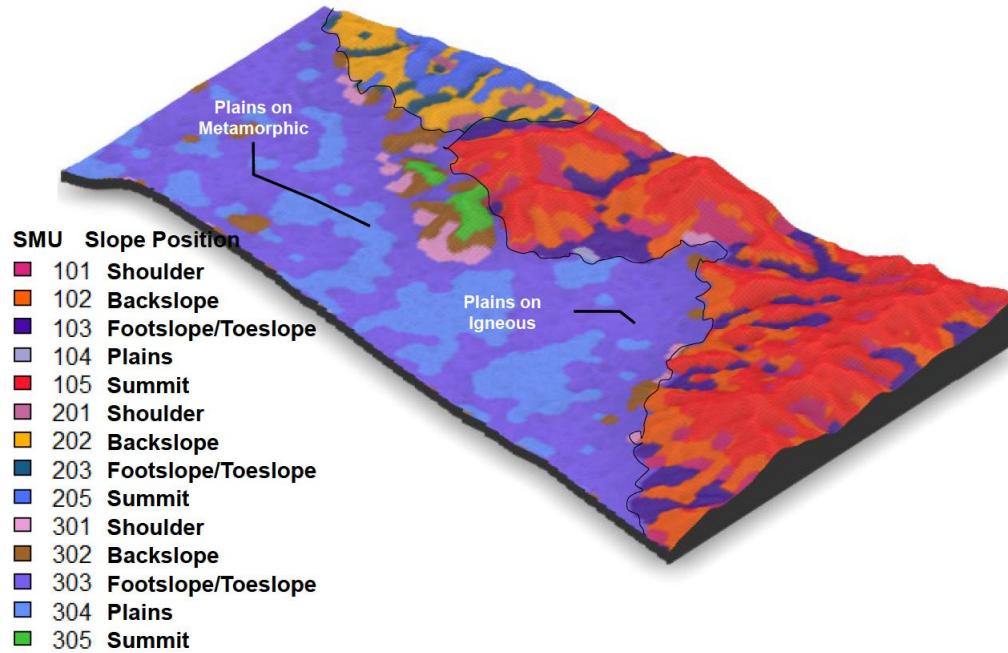 Plains on
Metamorphic
Plains on
Igneous
SMU Slope Position
101 Shoulder
102 Backslope
103 Footslope/Toeslope
104 Plains
105 Summit
201 Shoulder
202 Backslope
203 Footslope/Toeslope
205 Summit
301 Shoulder
302 Backslope
303 Footslope/Toeslope
304 Plains
305 Summit